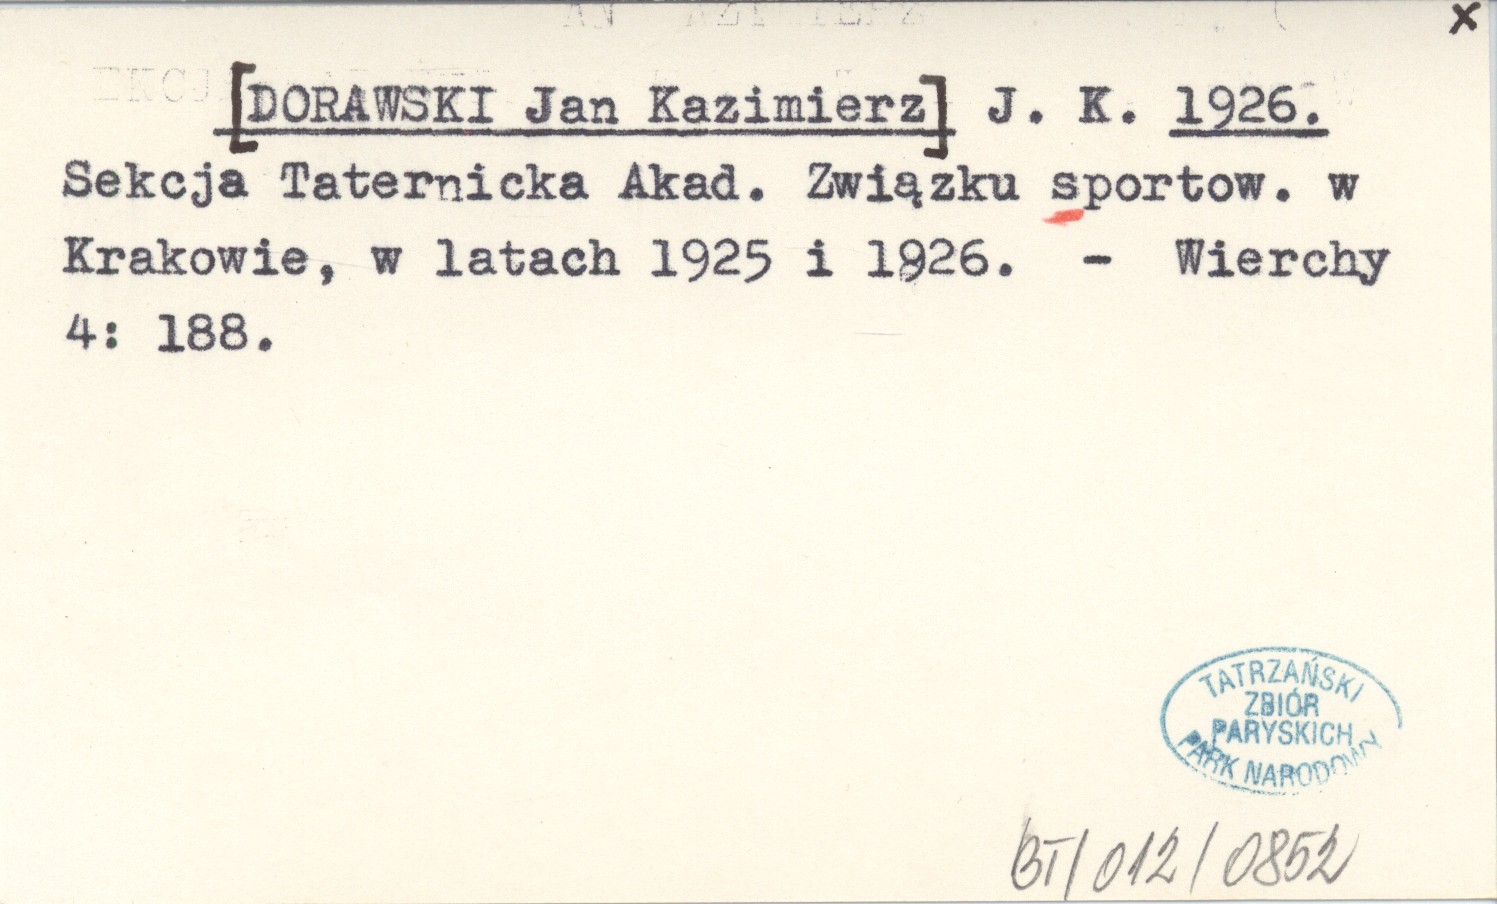 x
[DORAWSKI Jan Kazimierz] J. K. 1926.
Sekcja Taternicka Akad. Związku sportow. w
Krakowie, w latach 1925 i 1926. - Wierchy
4: 188.
TATRZAŃSKI
ZBIÓR
PARYSKICH
PARK NARODOWY
BT/012/0852